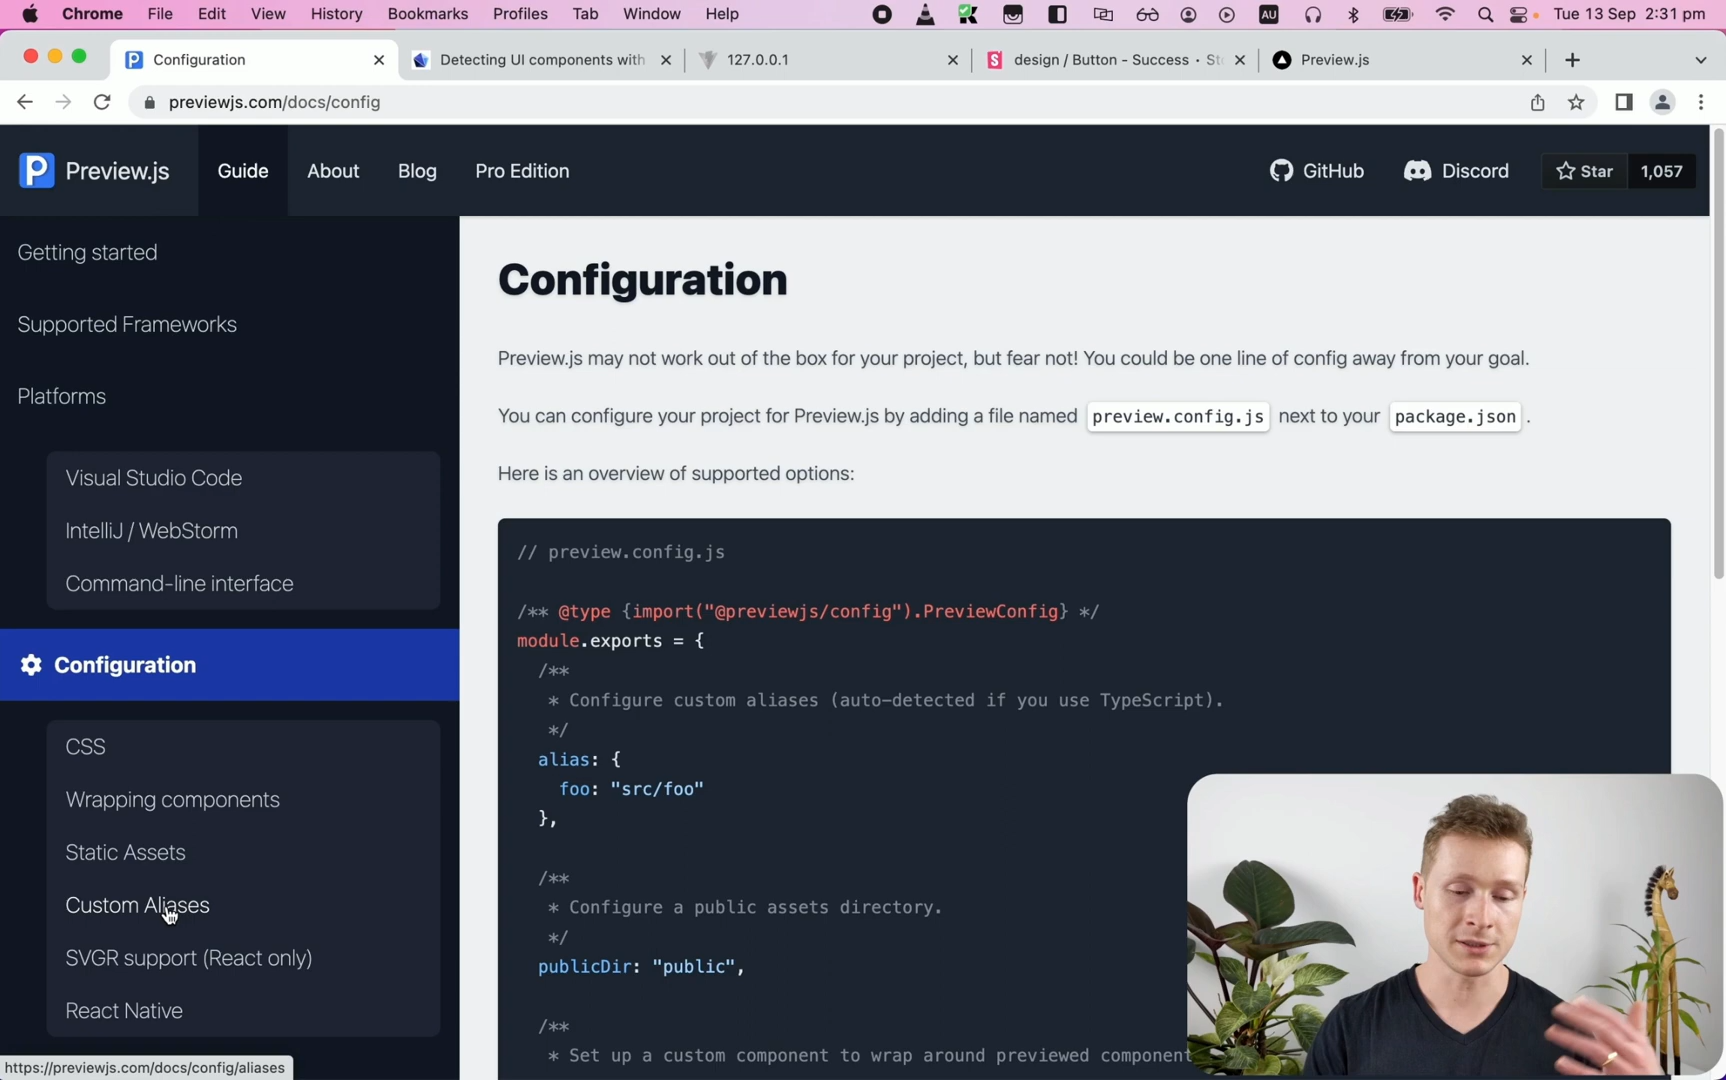 Chrome File Edit View History Bookmarks Profiles Tab Window Help AU Tue 13 Sep 2:31 pm
Configuration Detecting UI components with 127.0.0.1 design / Button - Success · Sto Preview.js
previewjs.com/docs/config
Preview.js Guide About Blog Pro Edition GitHub Discord Star 1,057
Getting started
Supported Frameworks
Platforms
Visual Studio Code
IntelliJ / WebStorm
Command-line interface
Configuration
CSS
Wrapping components
Static Assets
Custom Aliases
SVGR support (React only)
React Native
https://previewjs.com/docs/config/aliases
Configuration
Preview.js may not work out of the box for your project, but fear not! You could be one line of config away from your goal.
You can configure your project for Preview.js by adding a file named preview.config.js next to your package.json .
Here is an overview of supported options:
// preview.config.js
/** @type {import("@previewjs/config").PreviewConfig} */
module.exports = {
/**
* Configure custom aliases (auto-detected if you use TypeScript).
*/
alias: {
foo: "src/foo"
},
/**
* Configure a public assets directory.
*/
publicDir: "public",
/**
* Set up a custom component to wrap around previewed component